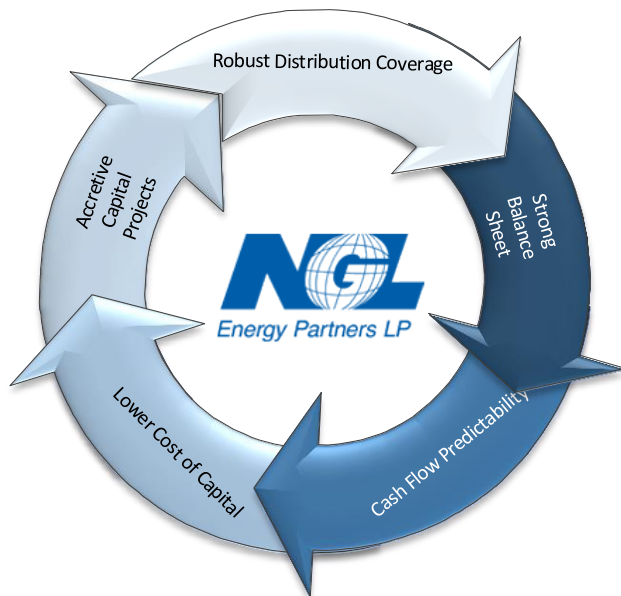 Robust Distribution Coverage
Strong
Balance
Sheet
Cash Flow Predictability
Lower Cost of Capital
Accretive
Capital
Projects
NGL
Energy Partners LP